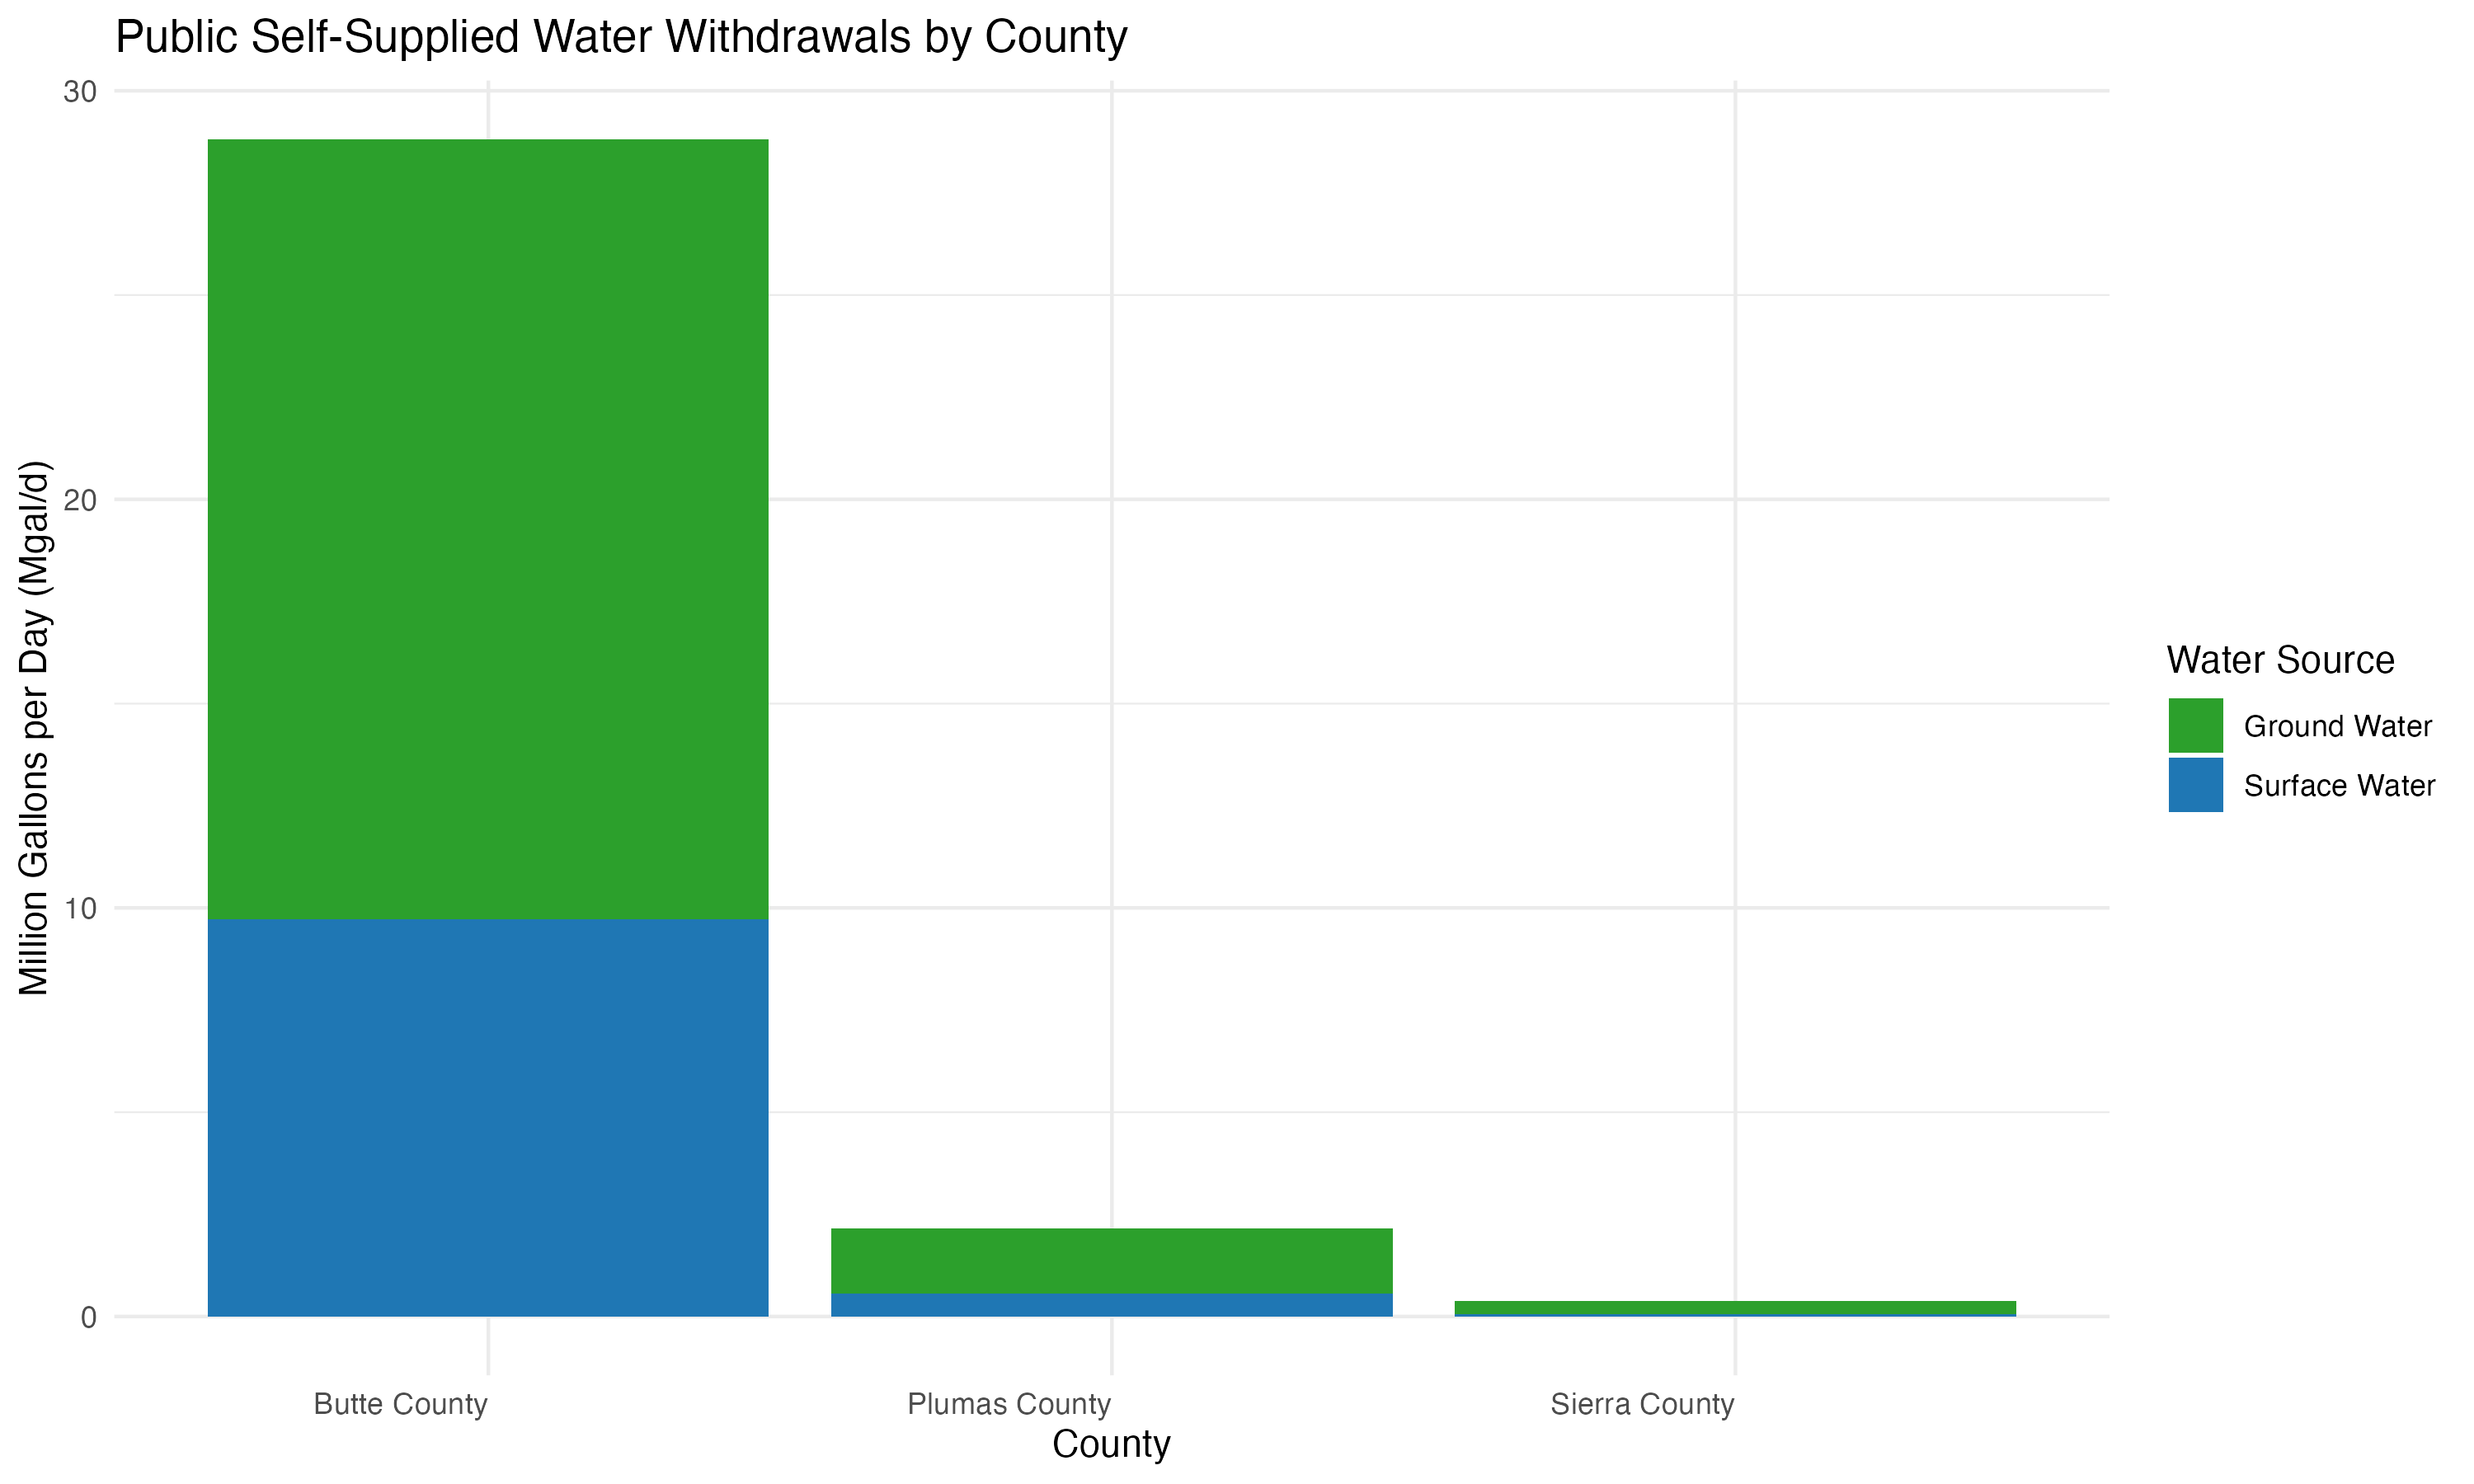 Public Self-Supplied Water Withdrawals by County
30
20
10
0
Million Gallons per Day (Mgal/d)
Butte County
Plumas County
Sierra County
County
Water Source
Ground Water
Surface Water